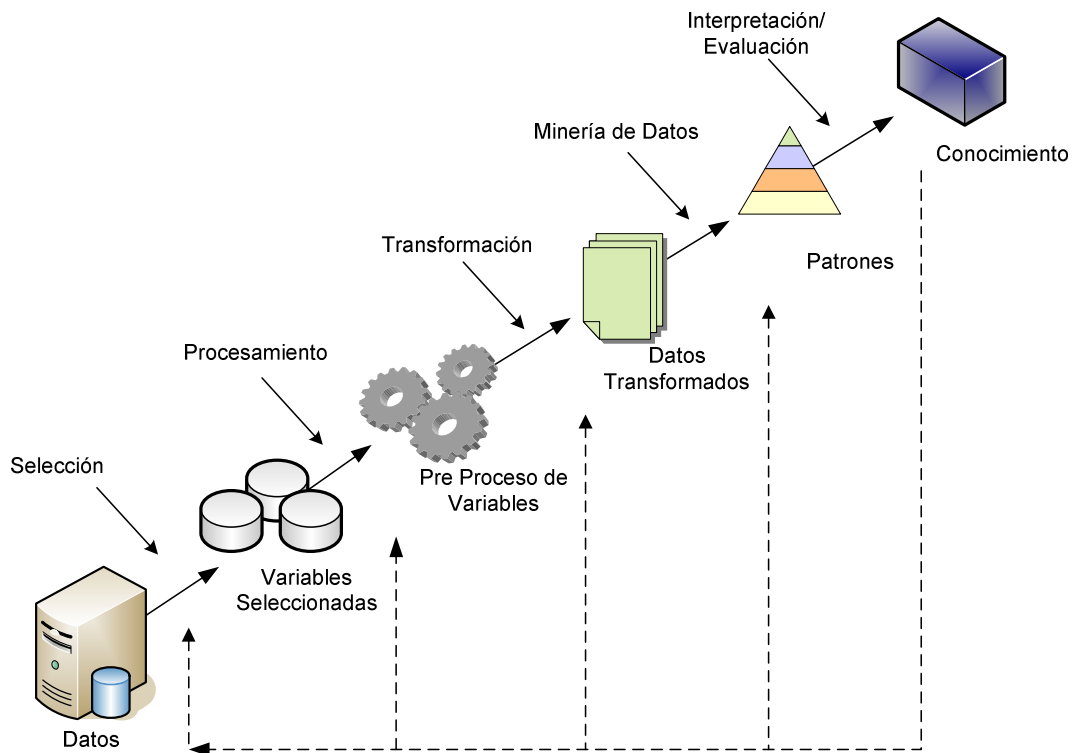 Interpretación/
Evaluación
Minería de Datos
Conocimiento
Transformación
Patrones
Procesamiento
Datos
Transformados
Selección
Pre Proceso de
Variables
Variables
Seleccionadas
Datos